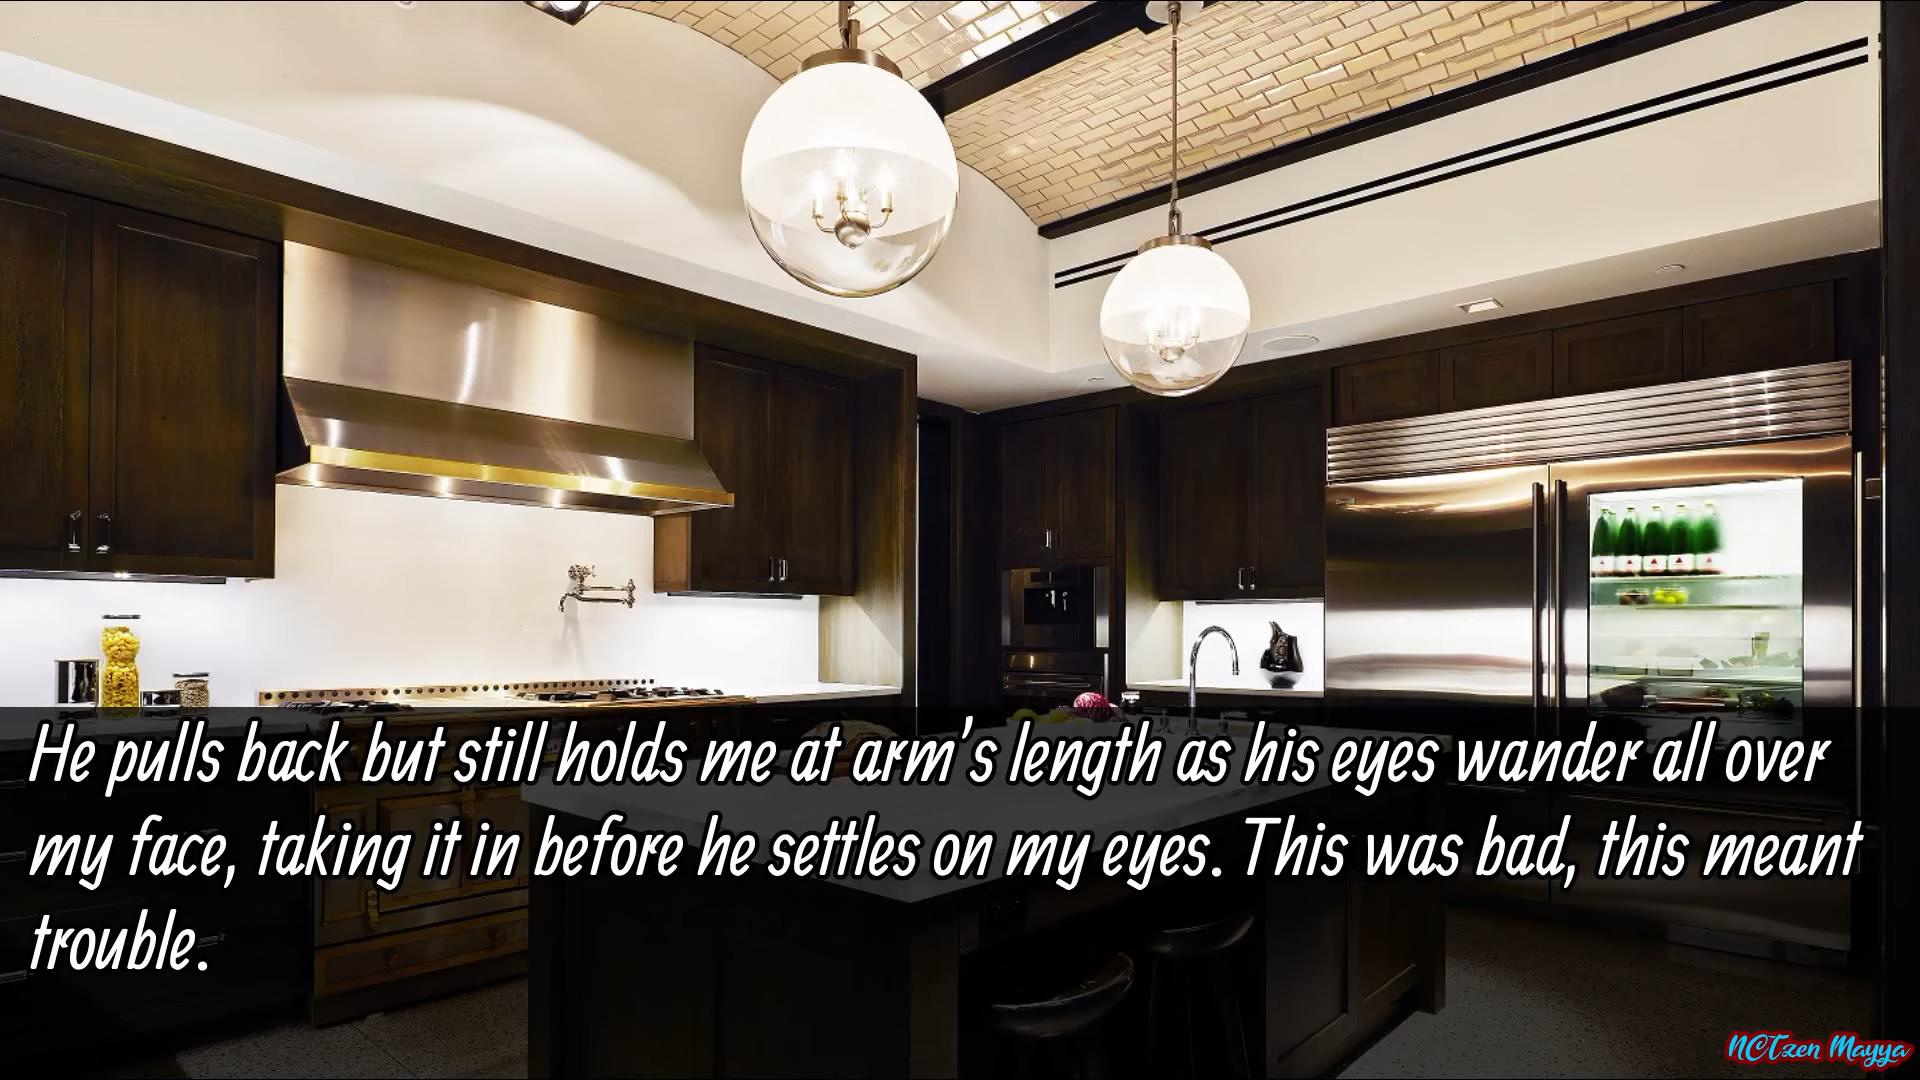 He pulls back but still holds me at arm's length as his eyes wander all over
my face, taking it in before he settles on my eyes. This was bad, this meant
trouble.
NCTzen Mayya